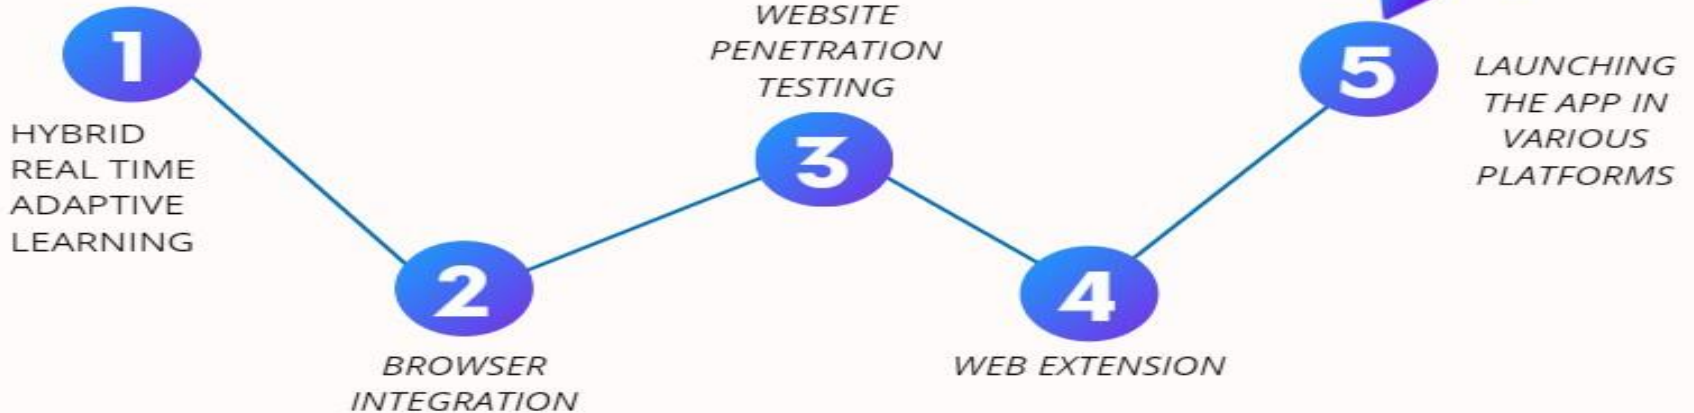 1
HYBRID
REAL TIME
ADAPTIVE
LEARNING
2
BROWSER
INTEGRATION
WEBSITE
PENETRATION
TESTING
3
4
WEB EXTENSION
5
LAUNCHING
THE APP IN
VARIOUS
PLATFORMS